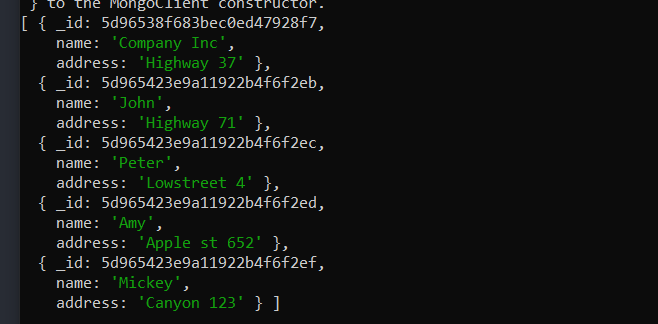 } to the MongoClient constructor.
[ { _id: 5d96538f683bec0ed47928f7,
name: 'Company Inc',
address: 'Highway 37' },
{ _id: 5d965423e9a11922b4f6f2eb,
name: 'John',
address: 'Highway 71' },
{ _id: 5d965423e9a11922b4f6f2ec,
name: 'Peter',
address: 'Lowstreet 4' },
{ _id: 5d965423e9a11922b4f6f2ed,
name: 'Amy',
address: 'Apple st 652' },
{ _id: 5d965423e9a11922b4f6f2ef,
name: 'Mickey',
address: 'Canyon 123' } ]